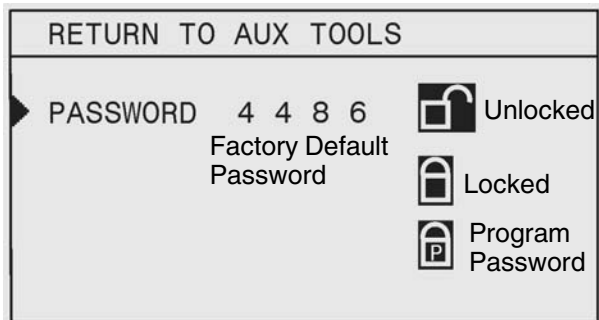 RETURN TO AUX TOOLS
PASSWORD 4 4 8 6
Unlocked
Factory Default
Password
Locked
P
Program
Password